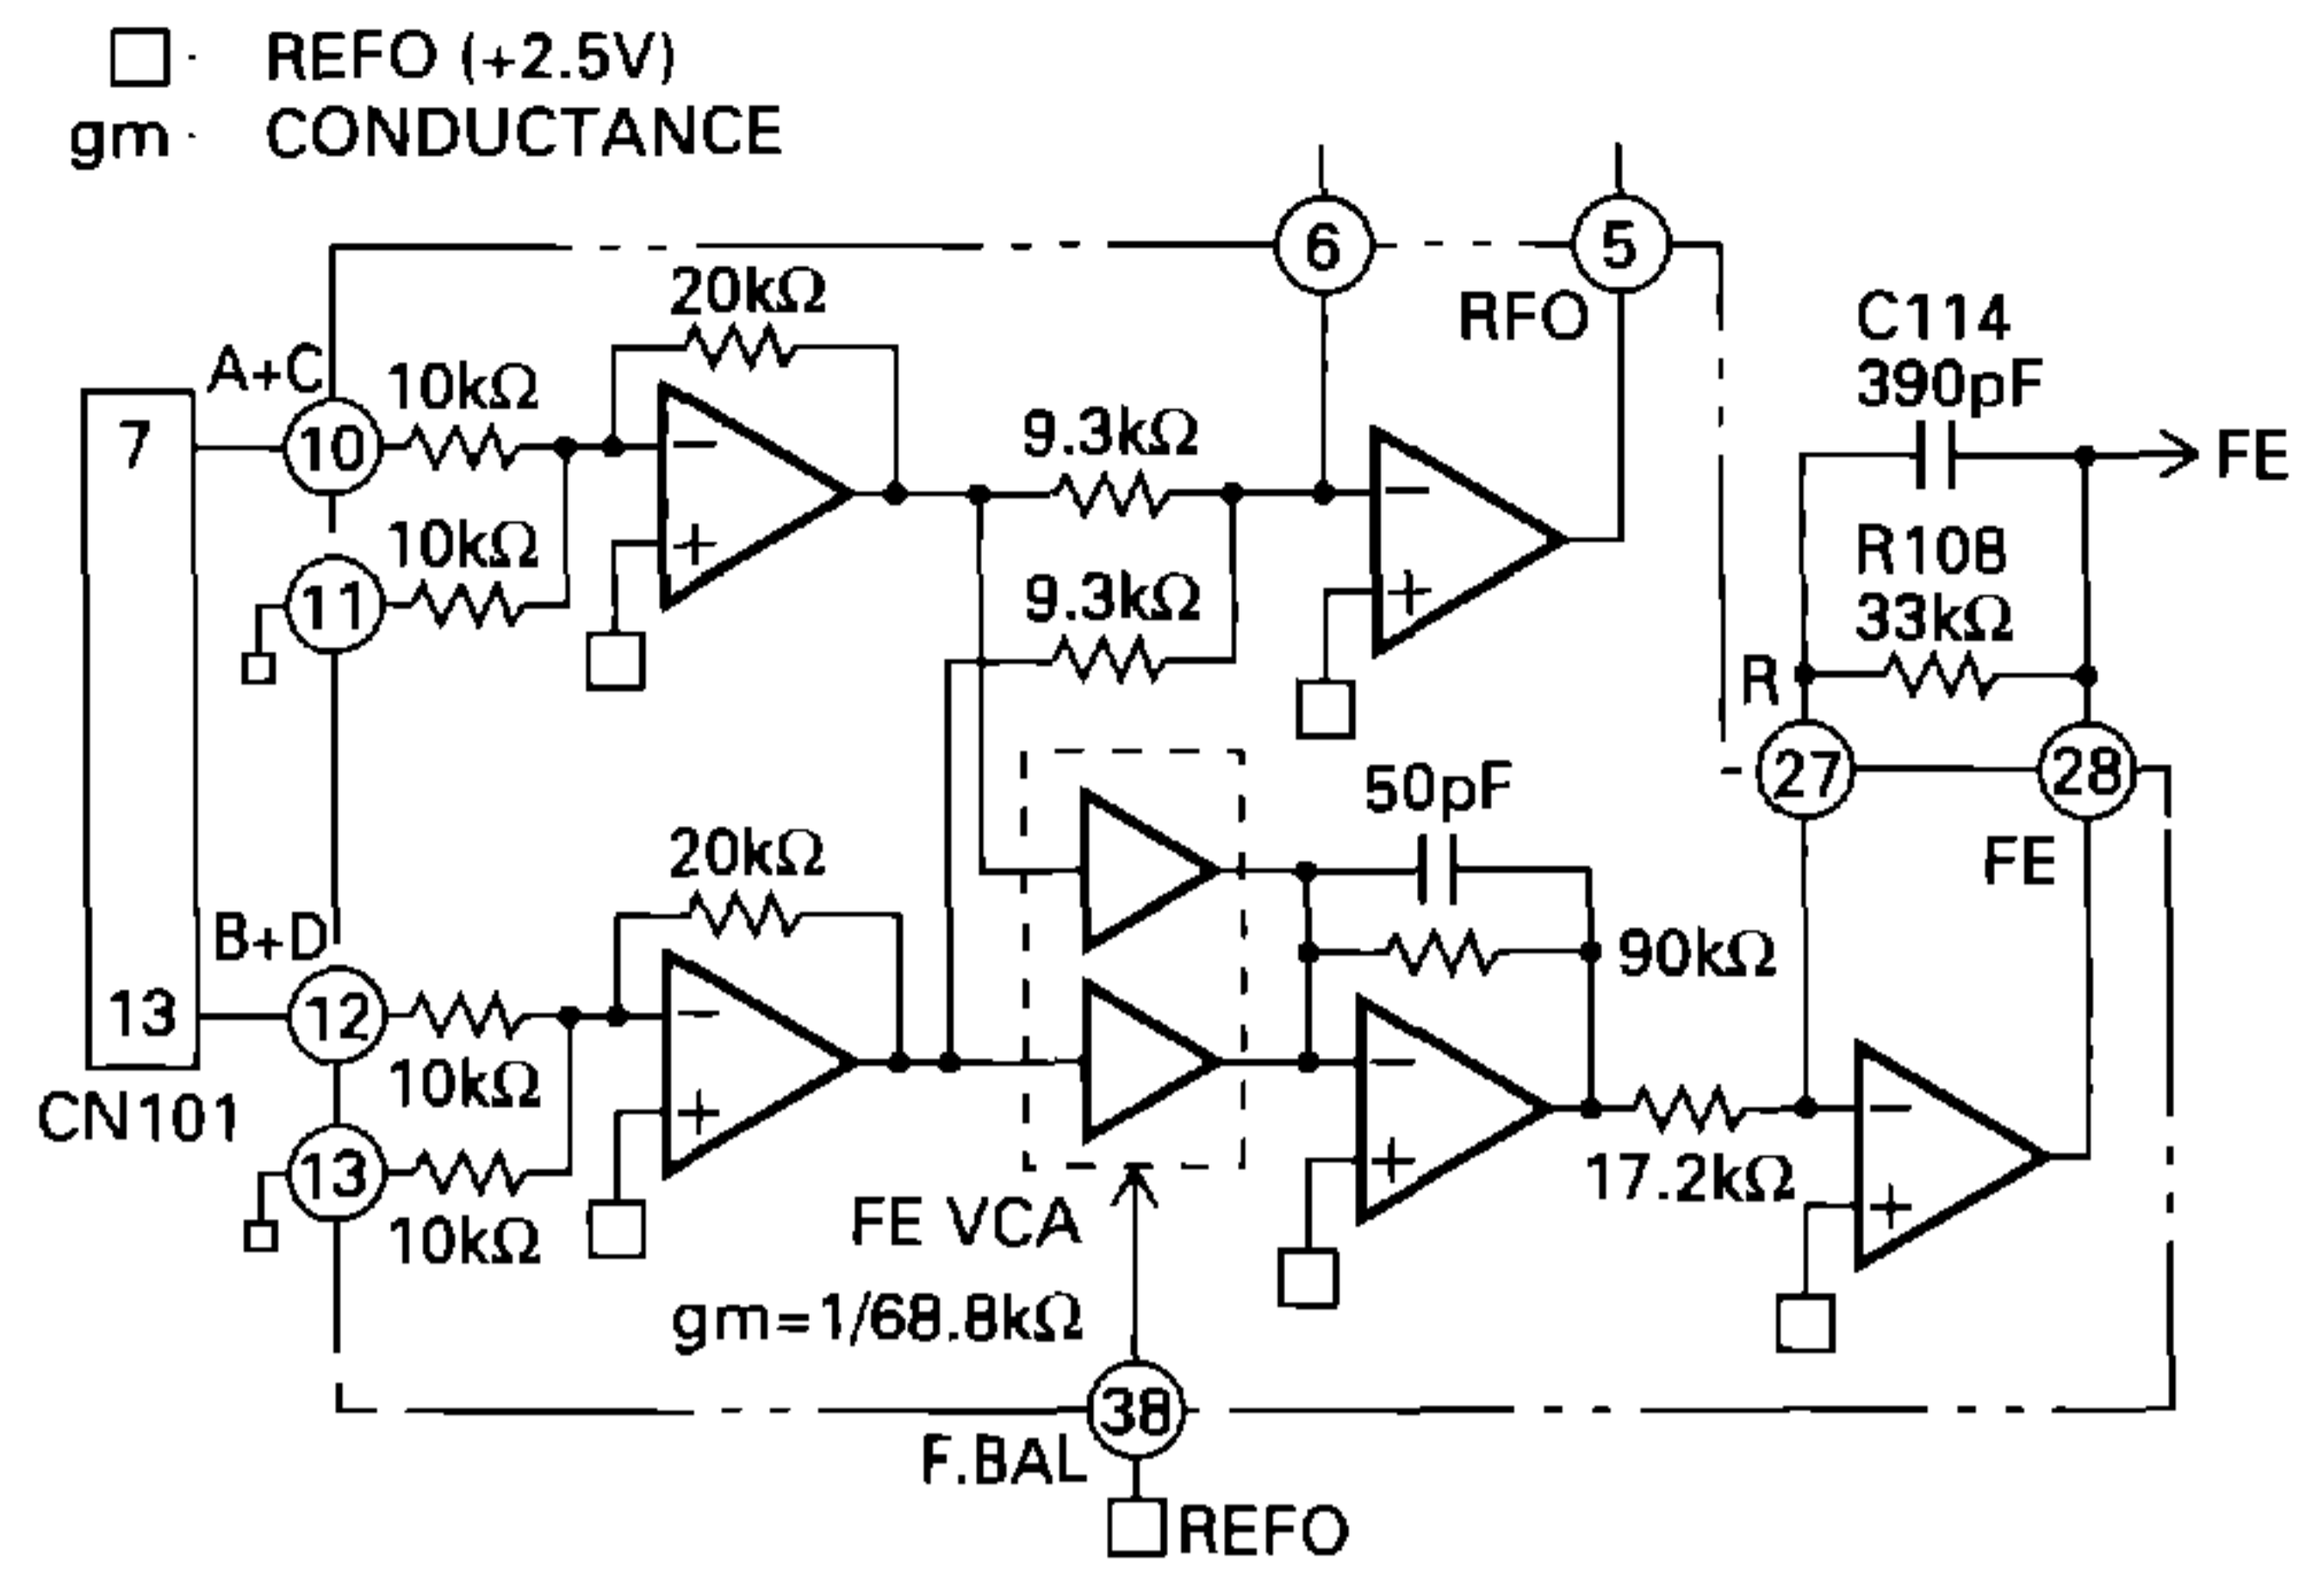 REFO (+2.5V)
gm
CONDUCTANCE
6
5
RFO
20kΩ
A+C
10kΩ
7
10
10kΩ
11
9.3kΩ
9.3kΩ
C114
390pF
FE
R108
33kΩ
R
27
28
FE
50pF
20kΩ
90kΩ
B+D
13
12
10kΩ
CN101
13
10kΩ
17.2kΩ
FE VCA
gm=1/68.8kΩ
38
F.BAL
REFO